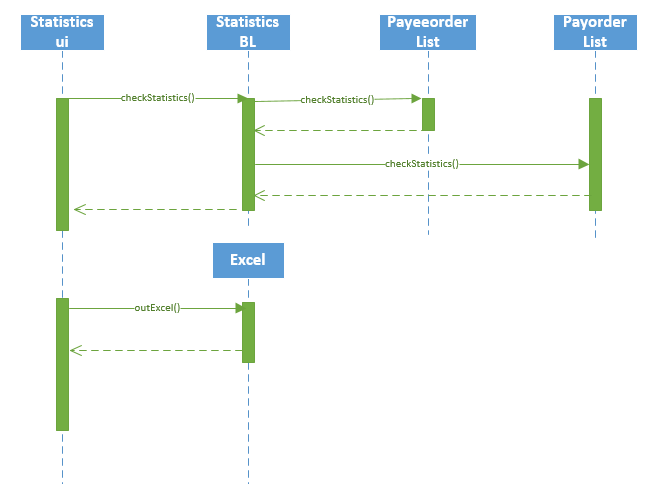 Statistics
ui
Statistics
BL
Payeeorder
List
Payorder
List
checkStatistics()
checkStatistics()
checkStatistics()
Excel
outExcel()